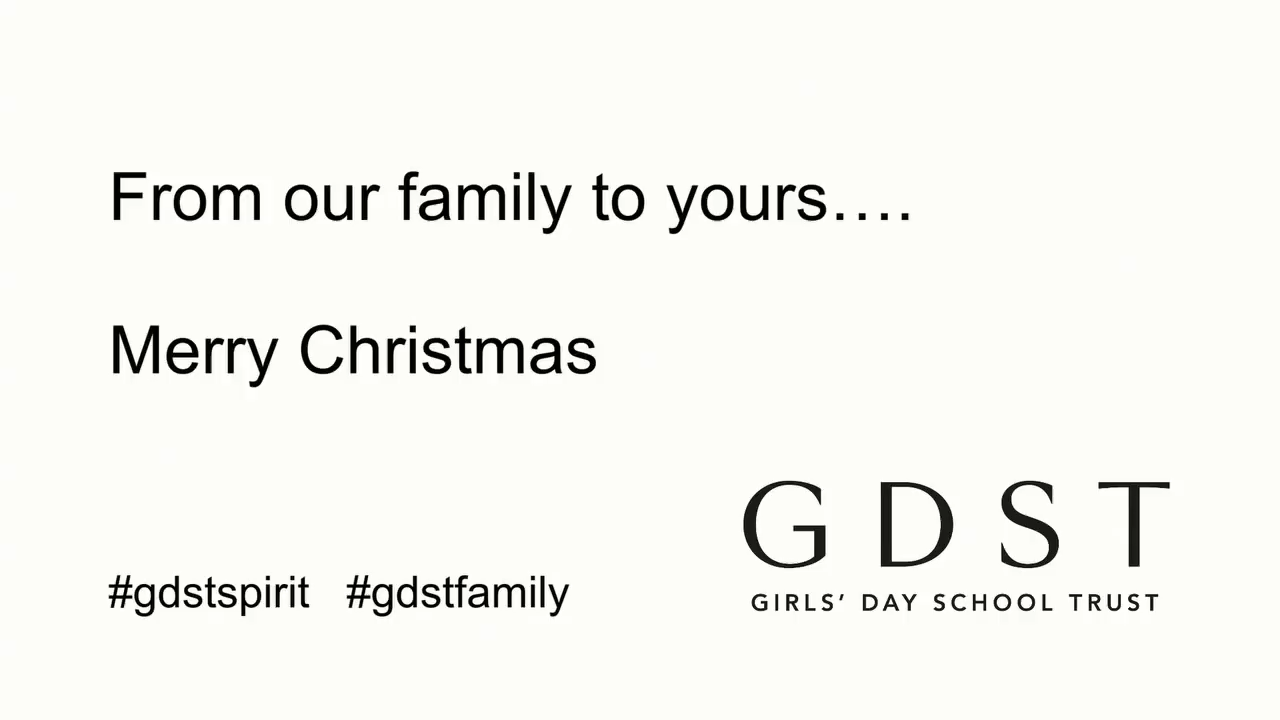 From our family to yours….
Merry Christmas
#gdstspirit #gdstfamily
GDST
GIRLS’ DAY SCHOOL TRUST